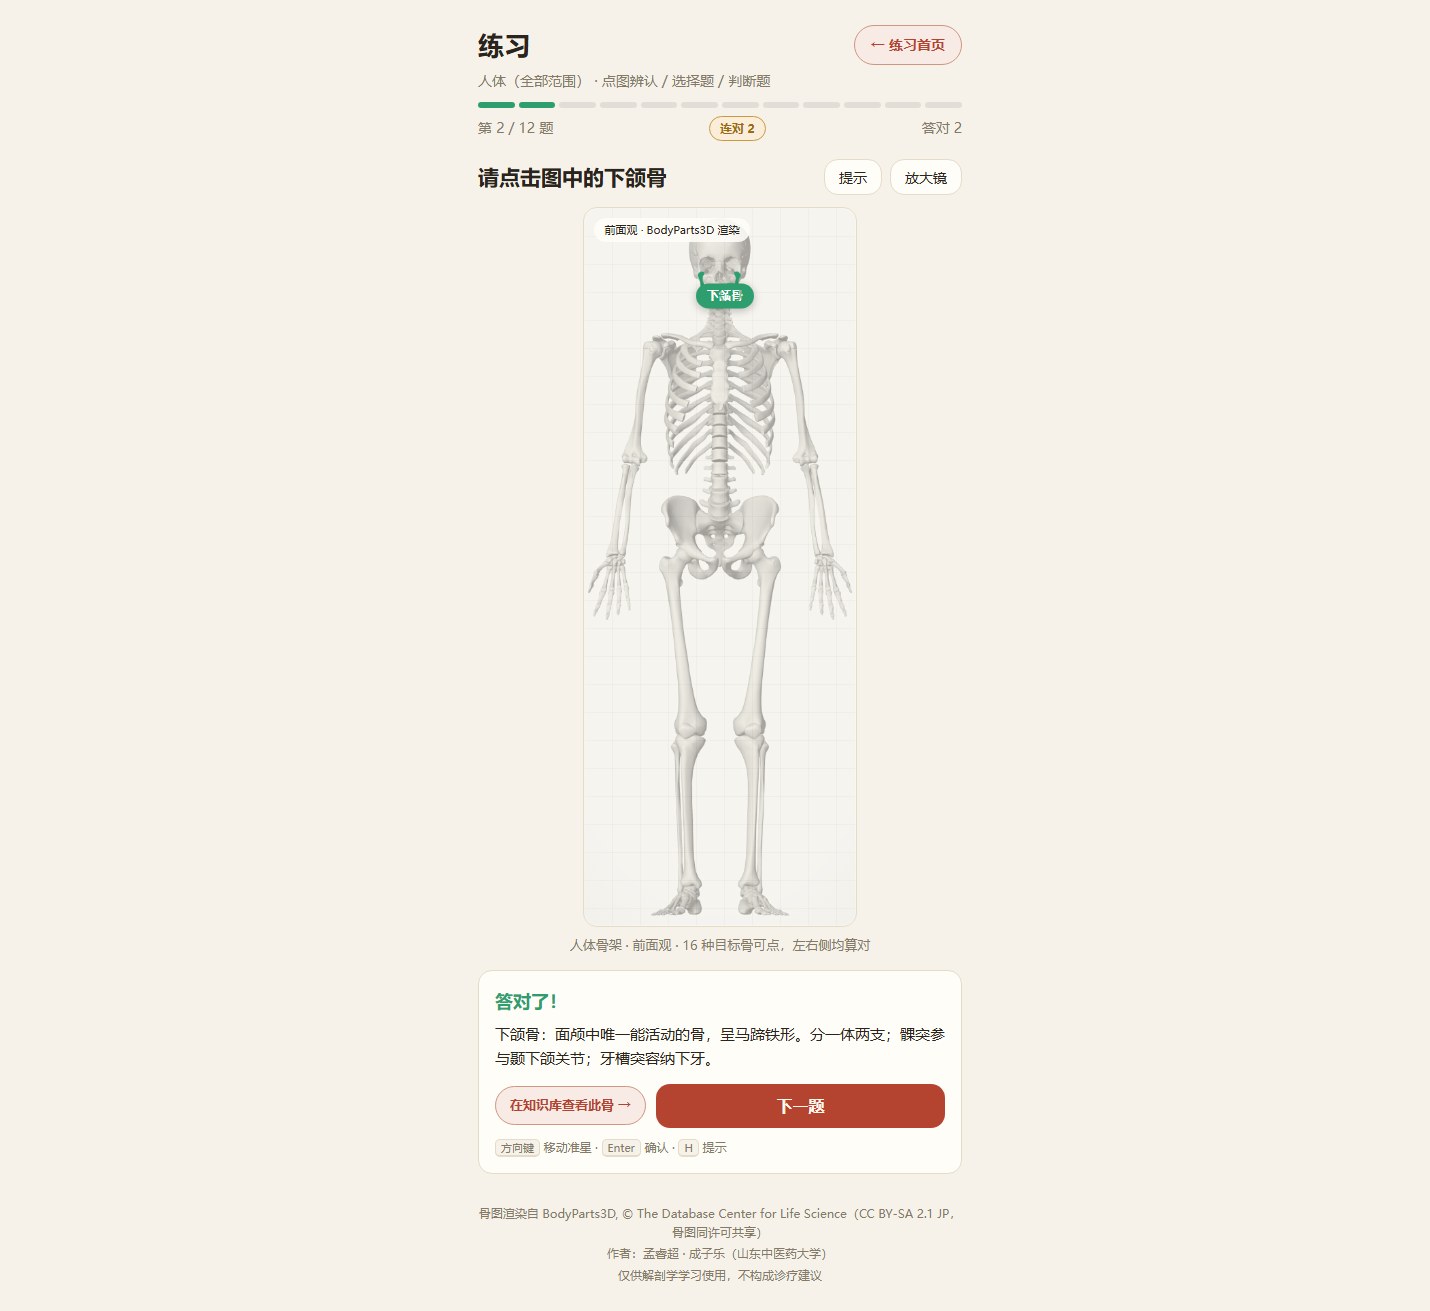 练习
← 练习首页
人体（全部范围） · 点图辨认 / 选择题 / 判断题
第 2 / 12 题
连对 2
答对 2
请点击图中的下颌骨
提示
放大镜
前面观 · BodyParts3D 渲染
下颌骨
人体骨架 · 前面观 · 16 种目标骨可点，左右侧均算对
答对了！
下颌骨：面颅中唯一能活动的骨，呈马蹄铁形。分一体两支；髁突参
与颞下颌关节；牙槽突容纳下牙。
在知识库查看此骨 →
下一题
方向键 移动准星 · Enter 确认 · H 提示
骨图渲染自 BodyParts3D, © The Database Center for Life Science（CC BY-SA 2.1 JP，
骨图同许可共享）
作者：孟睿超 · 成子乐（山东中医药大学）
仅供解剖学学习使用，不构成诊疗建议